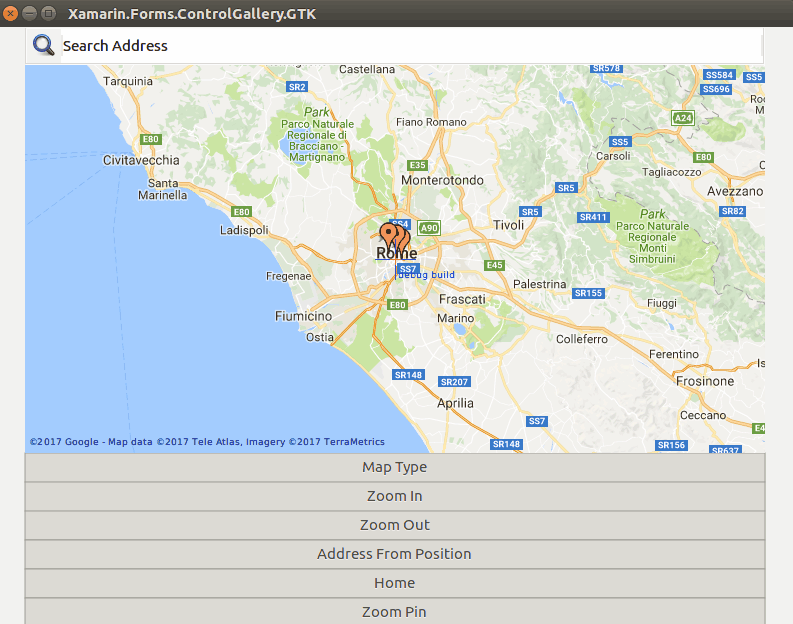 Xamarin.Forms.ControlGallery.GTK
Search Address
Castellana
SR578
SS584
SS5
Tarquinia
SR2
SS696
Park
Parco Naturale
Regionale di
Bracciano -
Martignano
Fiano Romano
A24
E80
SS5
Carsoli
E80
Civitavecchia
E35
Monterotondo
Tagliacozzo
Santa
Marinella
SR5
Avezzano
E80
SR5
SR411
SR82
Park
Parco Naturale
Regionale
Monti
Simbruini
Ladispoli
SS4
A90
Tivoli
Rome
SS7
Debug build
E45
Fregenae
Palestrina
SR155
Fiumicino
E80
Frascati
Fiuggi
Marino
Ostia
Colleferro
Ferentino
SR148
SR207
Frosinone
Aprilia
Ceccano
SS7
E4
©2017 Google - Map data ©2017 Tele Atlas, Imagery ©2017 TerraMetrics
SR148
SR156
SR637
Map Type
Zoom In
Zoom Out
Address From Position
Home
Zoom Pin